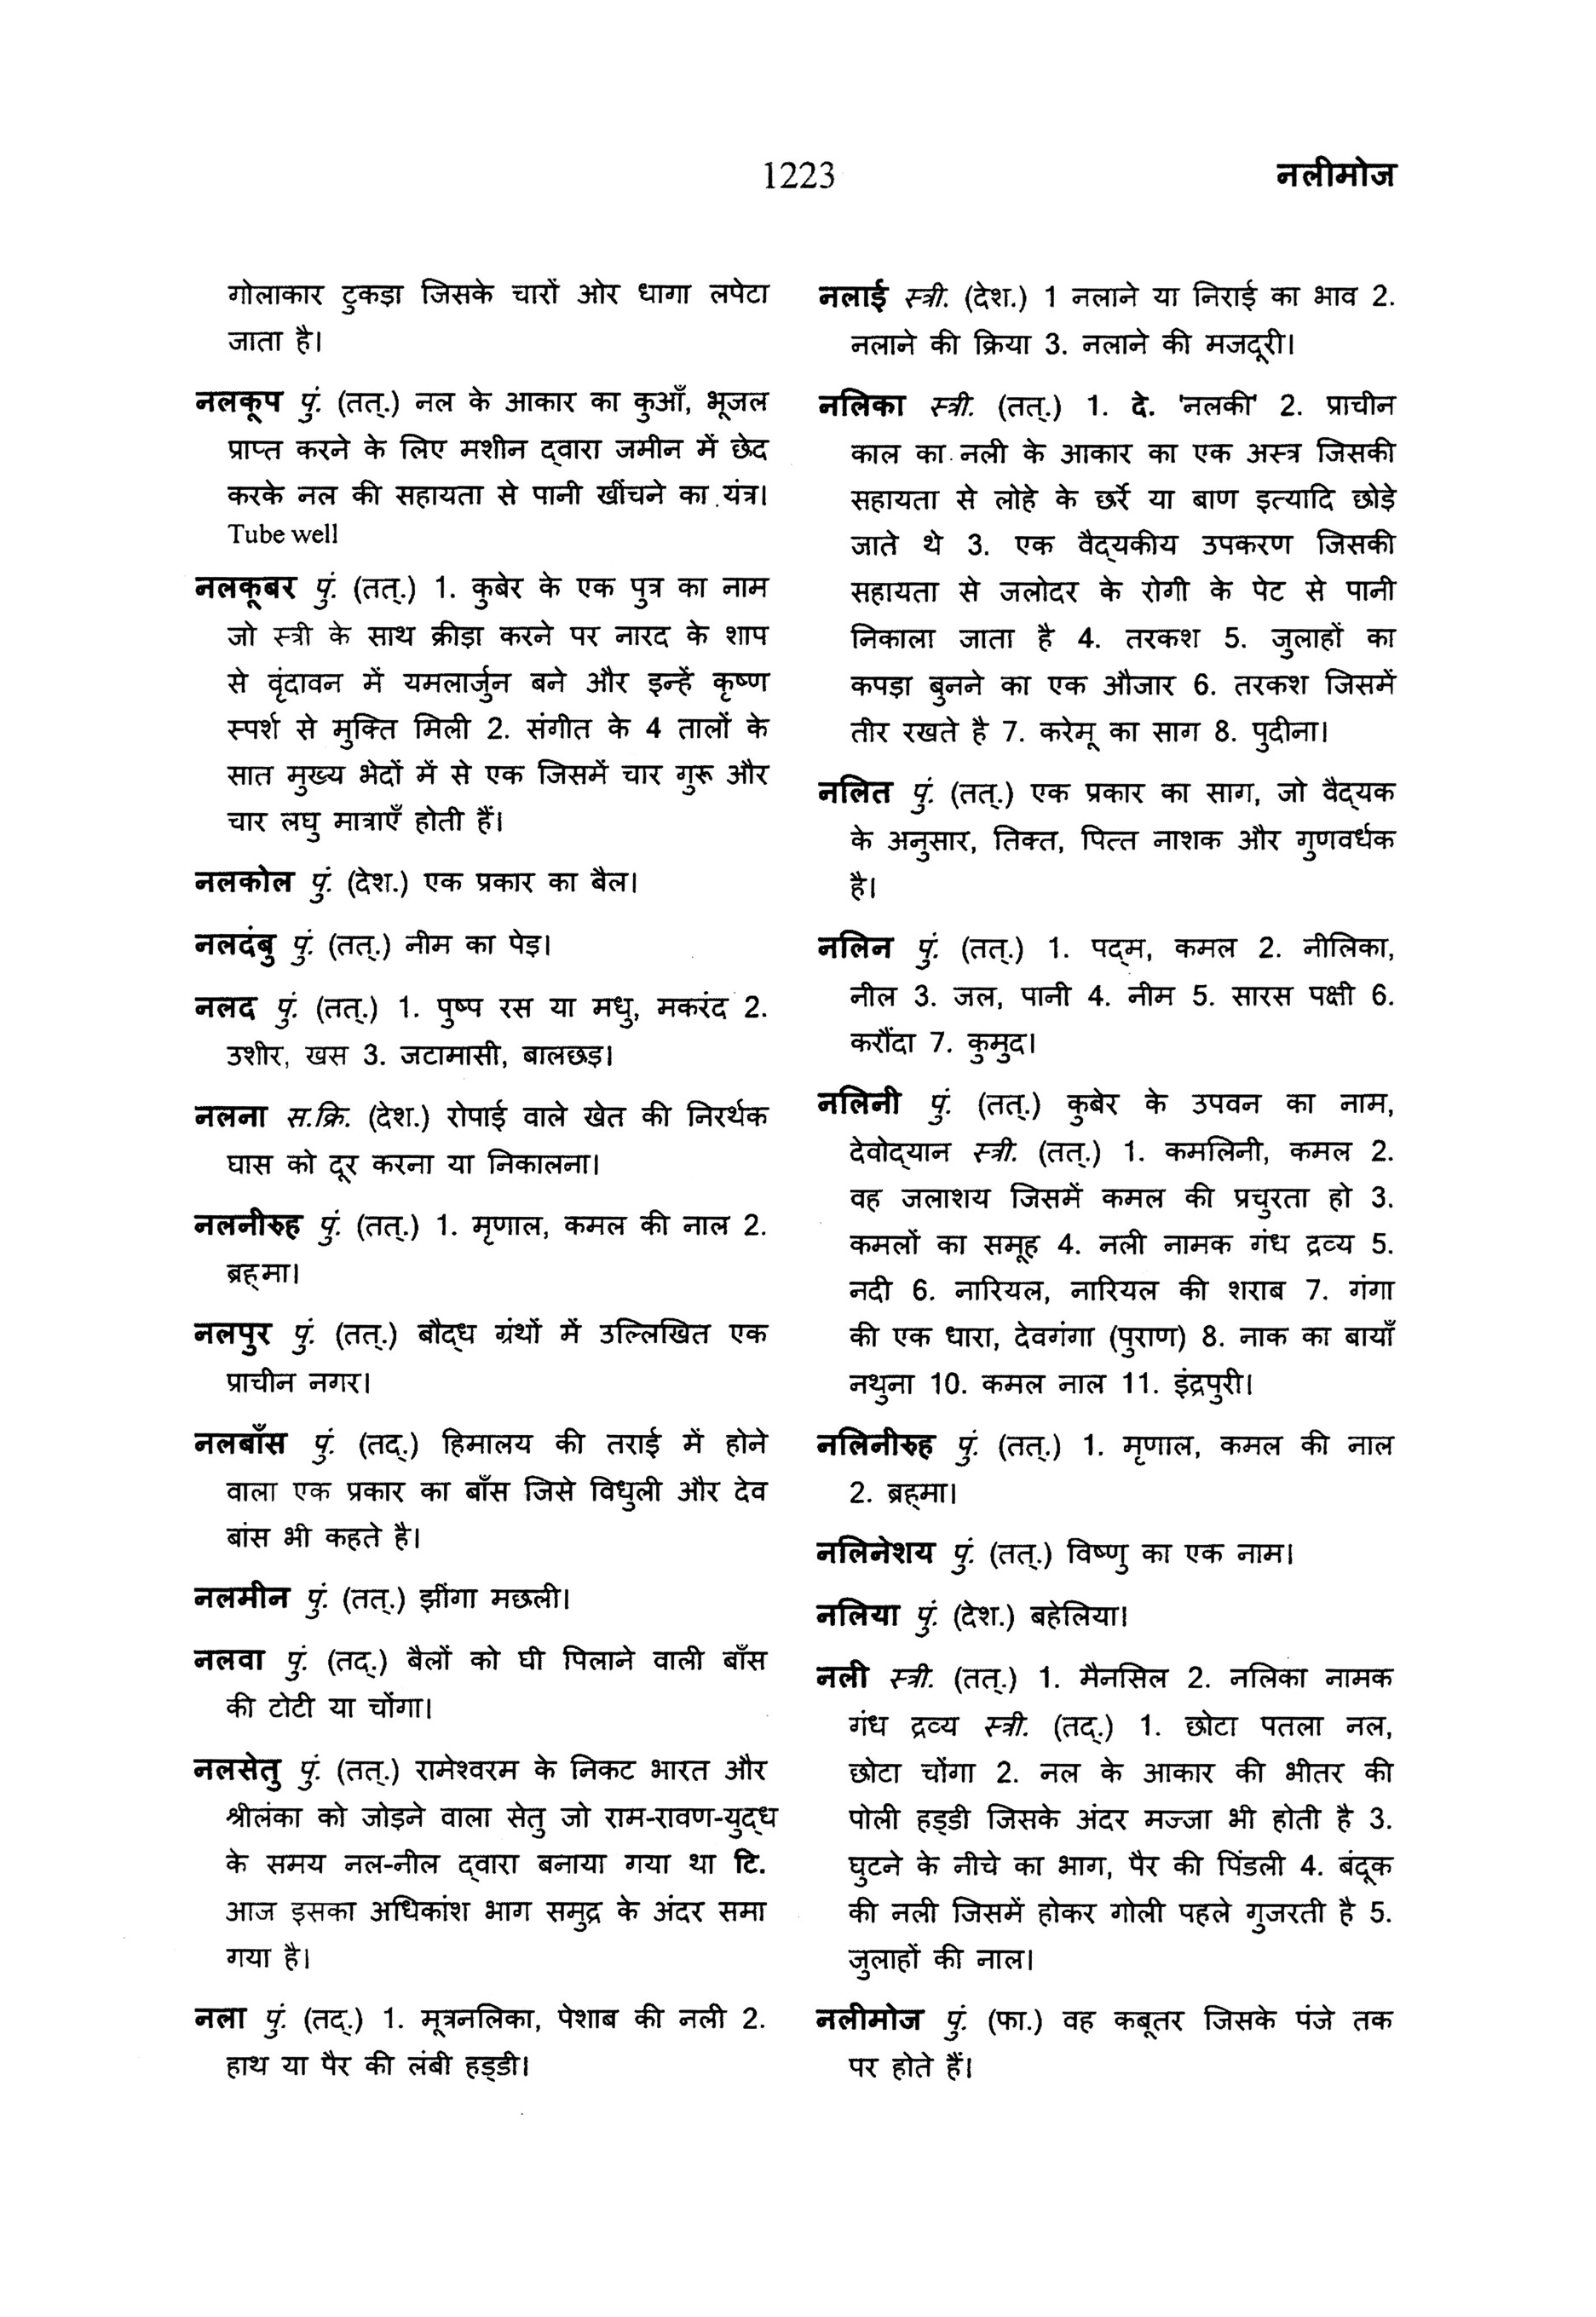 1223
नलीमोज
गोलाकार टुकड़ा जिसके चारों ओर धागा लपेटा
जाता है।
नलकूप पुं. (तत्.) नल के आकार का कुआँ, भूजल
प्राप्त करने के लिए मशीन द्वारा जमीन में छेद
करके नल की सहायता से पानी खींचने का यंत्र।
Tube well
नलकूबर पुं. (तत्.) 1. कुबेर के एक पुत्र का नाम
जो स्त्री के साथ क्रीड़ा करने पर नारद के शाप
से वृंदावन में यमलार्जुन बने और इन्हें कृष्ण
स्पर्श से मुक्ति मिली 2. संगीत के 4 तालों के
सात मुख्य भेदों में से एक जिसमें चार गुरू और
चार लघु मात्राएँ होती हैं।
नलकोल पुं. (देश.) एक प्रकार का बैल।
नलदंबु पुं. (तत्.) नीम का पेड़।
नलद पुं. (तत्.) 1. पुष्प रस या मधु, मकरंद 2.
उशीर, खस 3. जटामासी, बालछड़।
नलना स.क्रि. (देश.) रोपाई वाले खेत की निरर्थक
घास को दूर करना या निकालना।
नलनीरुह पुं. (तत्.) 1. मृणाल, कमल की नाल 2.
ब्रह्मा।
नलपुर पुं. (तत्.) बौद्ध ग्रंथों में उल्लिखित एक
प्राचीन नगर।
नलबाँस पुं. (तद्.) हिमालय की तराई में होने
वाला एक प्रकार का बाँस जिसे विधुली और देव
बांस भी कहते है।
नलमीन पुं. (तत्.) झींगा मछली।
नलवा पुं. (तद्.) बैलों को घी पिलाने वाली बाँस
की टोटी या चोंगा।
नलसेतु पुं. (तत्.) रामेश्वरम के निकट भारत और
श्रीलंका को जोड़ने वाला सेतु जो राम-रावण-युद्ध
के समय नल-नील द्वारा बनाया गया था टि.
आज इसका अधिकांश भाग समुद्र के अंदर समा
गया है।
नला पुं. (तद्.) 1. मूत्रनलिका, पेशाब की नली 2.
हाथ या पैर की लंबी हड्डी।
नलाई स्त्री. (देश.) 1 नलाने या निराई का भाव 2.
नलाने की क्रिया 3. नलाने की मजदूरी।
नलिका स्त्री. (तत्.) 1. दे. 'नलकी' 2. प्राचीन
काल का नली के आकार का एक अस्त्र जिसकी
सहायता से लोहे के छर्रे या बाण इत्यादि छोड़े
जाते थे 3. एक वैद्यकीय उपकरण जिसकी
सहायता से जलोदर के रोगी के पेट से पानी
निकाला जाता है 4. तरकश 5. जुलाहों का
कपड़ा बुनने का एक औजार 6. तरकश जिसमें
तीर रखते है 7. करेमू का साग 8. पुदीना।
नलित पुं. (तत्.) एक प्रकार का साग, जो वैद्यक
के अनुसार, तिक्त, पित्त नाशक और गुणवर्धक
है।
नलिन पुं. (तत्.) 1. पद्म, कमल 2. नीलिका,
नील 3. जल, पानी 4. नीम 5. सारस पक्षी 6.
करौंदा 7. कुमुद।
नलिनी पुं. (तत्.) कुबेर के उपवन का नाम,
देवोद्यान स्त्री. (तत्.) 1. कमलिनी, कमल 2.
वह जलाशय जिसमें कमल की प्रचुरता हो 3.
कमलों का समूह 4. नली नामक गंध द्रव्य 5.
नदी 6. नारियल, नारियल की शराब 7. गंगा
की एक धारा, देवगंगा (पुराण) 8. नाक का बायाँ
नथुना 10. कमल नाल 11. इंद्रपुरी।
नलिनीरुह पुं. (तत्.) 1. मृणाल, कमल की नाल
2. ब्रह्मा।
नलिनेशय पुं. (तत्.) विष्णु का एक नाम।
नलिया पुं. (देश.) बहेलिया।
नली स्त्री. (तत्.) 1. मैनसिल 2. नलिका नामक
गंध द्रव्य स्त्री. (तद्.) 1. छोटा पतला नल,
छोटा चोंगा 2. नल के आकार की भीतर की
पोली हड्डी जिसके अंदर मज्जा भी होती है 3.
घुटने के नीचे का भाग, पैर की पिंडली 4. बंदूक
की नली जिसमें होकर गोली पहले गुजरती है 5.
जुलाहों की नाल।
नलीमोज पुं. (फा.) वह कबूतर जिसके पंजे तक
पर होते हैं।